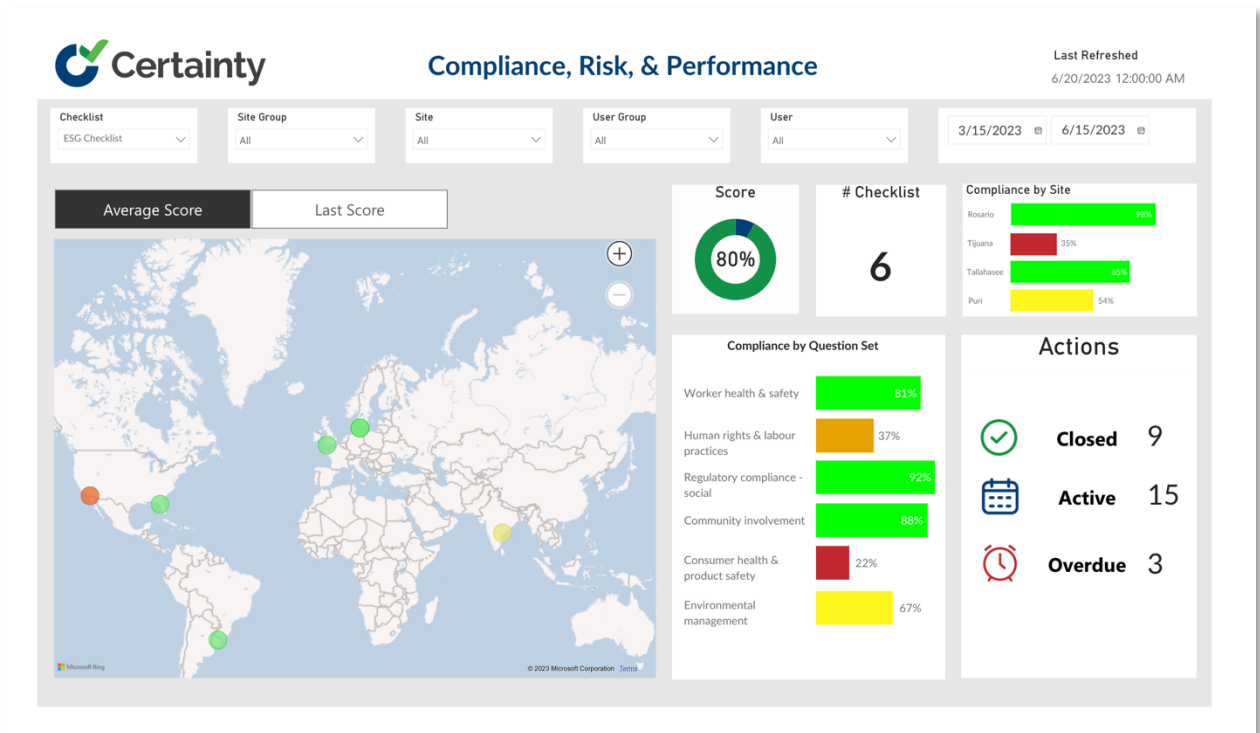 Certainty
Compliance, Risk, & Performance
Last Refreshed
6/20/2023 12:00:00 AM
Checklist
ESG Checklist
Site Group
All
Site
All
User Group
All
User
All
3/15/2023
6/15/2023
Average Score
Last Score
Microsoft Bing
© 2023 Microsoft Corporation Terms
Score
80%
# Checklist
6
Compliance by Site
Rosario 98%
Tijuana 35%
Tallahasee 85%
Puri 54%
Compliance by Question Set
Worker health & safety 81%
Human rights & labour
practices
37%
Regulatory compliance -
social
92%
Community involvement 88%
Consumer health &
product safety
22%
Environmental
management
67%
Actions
Closed 9
Active 15
Overdue 3